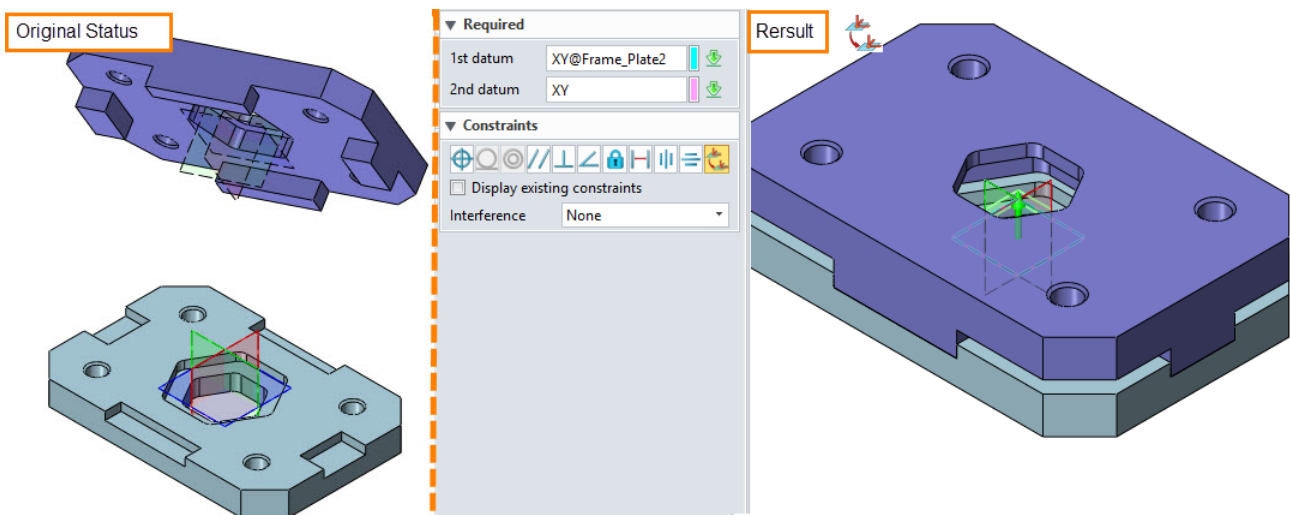 Original Status
Required
1st datum XY@Frame_Plate2
2nd datum XY
Constraints
Display existing constraints
Interference None
Rersult